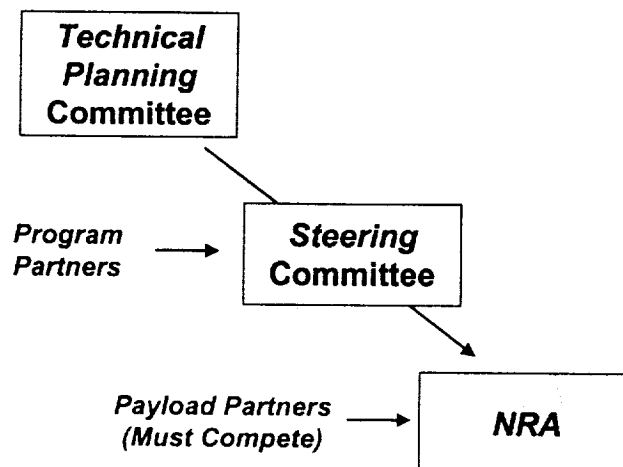 Technical
Planning
Committee
Program
Partners
Steering
Committee
Payload Partners
(Must Compete)
NRA